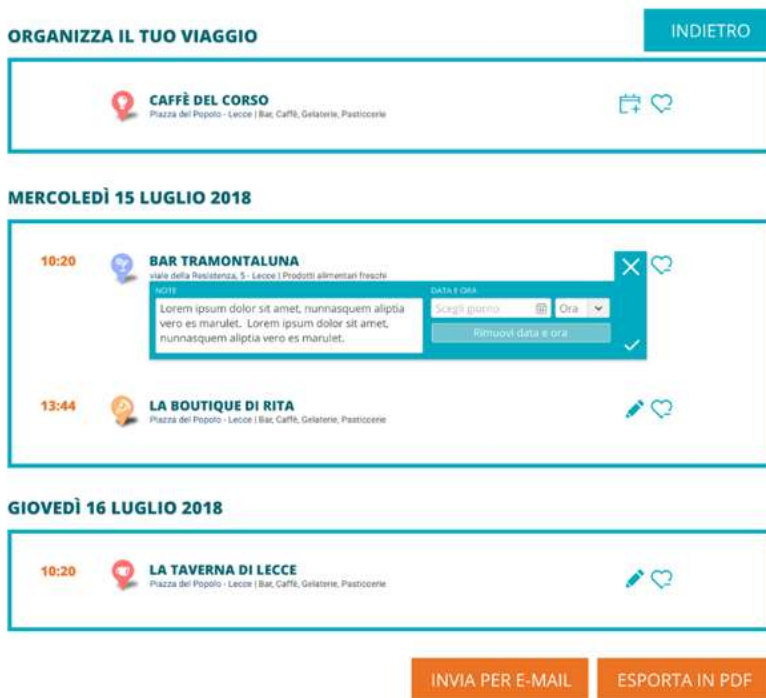 ORGANIZZA IL TUO VIAGGIO
INDIETRO
CAFFÈ DEL CORSO
Piazza del Popolo - Lecce | Bar, Caffè, Gelaterie, Pasticcerie
MERCOLEDÌ 15 LUGLIO 2018
10:20
BAR TRAMONTALUNA
viale della Resistenza, 5 - Lecce | Prodotti alimentari freschi
NOTE
Lorem ipsum dolor sit amet, nunnasquem aliptia
vero es marulet. Lorem ipsum dolor sit amet,
nunnasquem aliptia vero es marulet.
DATA E ORA
Scegli giorno
Ora
Rimuovi data e ora
13:44
LA BOUTIQUE DI RITA
Piazza del Popolo - Lecce | Bar, Caffè, Gelaterie, Pasticcerie
GIOVEDÌ 16 LUGLIO 2018
10:20
LA TAVERNA DI LECCE
Piazza del Popolo - Lecce | Bar, Caffè, Gelaterie, Pasticcerie
INVIA PER E-MAIL
ESPORTA IN PDF